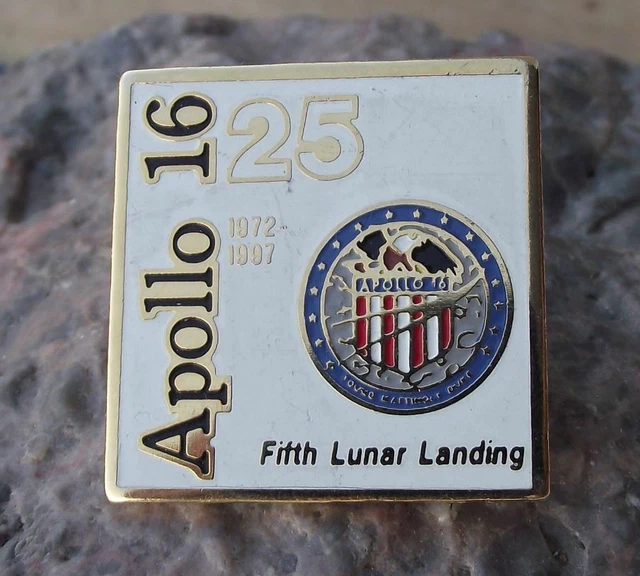 Apollo 16
25
1972-
1997
APOLLO 16
Fifth Lunar Landing